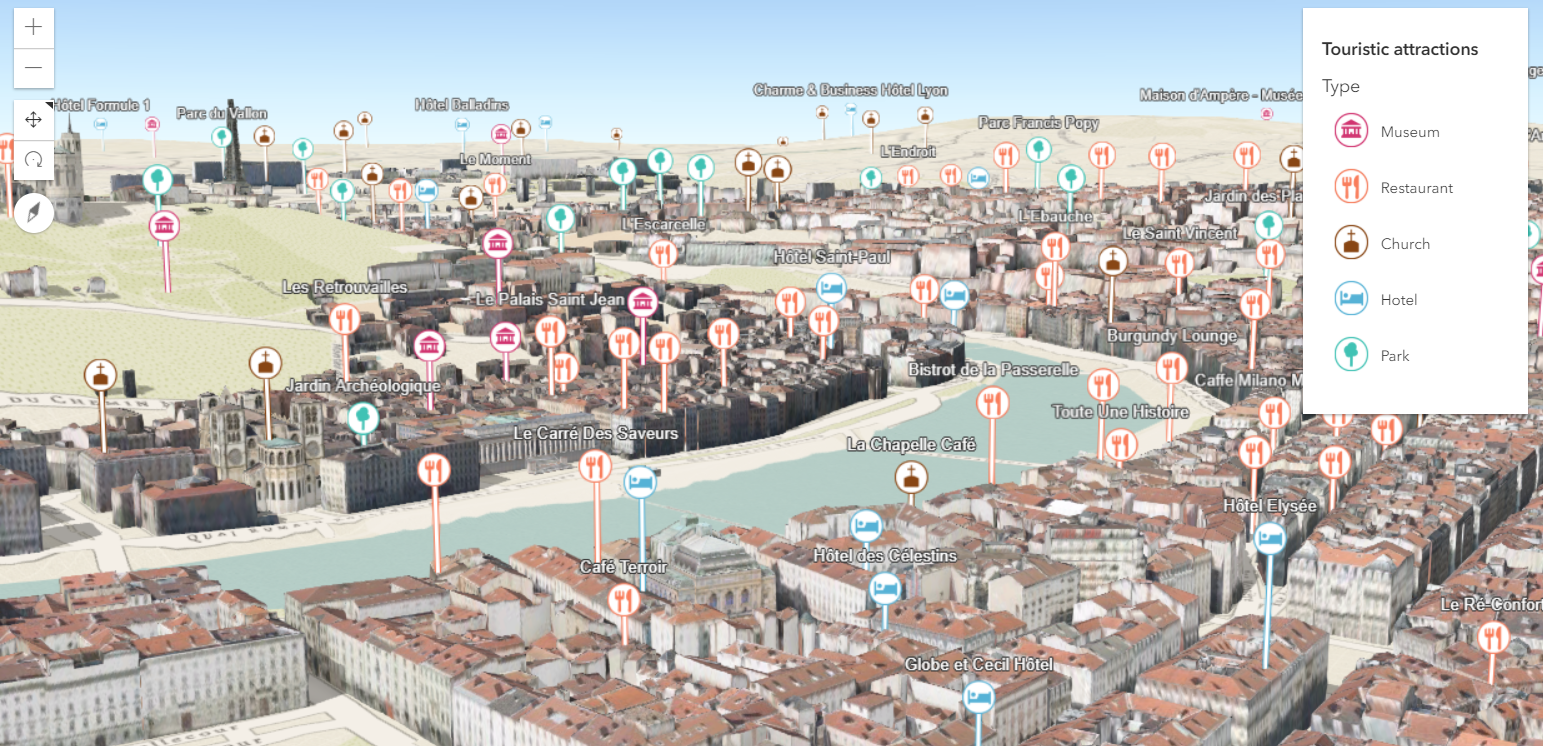 Hôtel Formule 1
Parc du Vallon
Hôtel Balladins
Charme & Business Hôtel Lyon
Maison d'Ampère - Musée
Parc Francis Popy
Le Moment
L'Endroit
Jardin des Pla
L'Escarcelle
L'Ebauche
Le Saint Vincent
Hôtel Saint-Paul
Les Retrouvailles
Le Palais Saint Jean
Burgundy Lounge
Bistrot de la Passerelle
Jardin Archéologique
Caffe Milano M
DU CHEMIN
Toute Une Histoire
Le Carré Des Saveurs
La Chapelle Café
Hôtel Elysée
QUAI ROMAIN
Hôtel des Célestins
Café Terroir
Le Ré-Confort
Globe et Cecil Hôtel
Touristic attractions
Type
Museum
Restaurant
Church
Hotel
Park